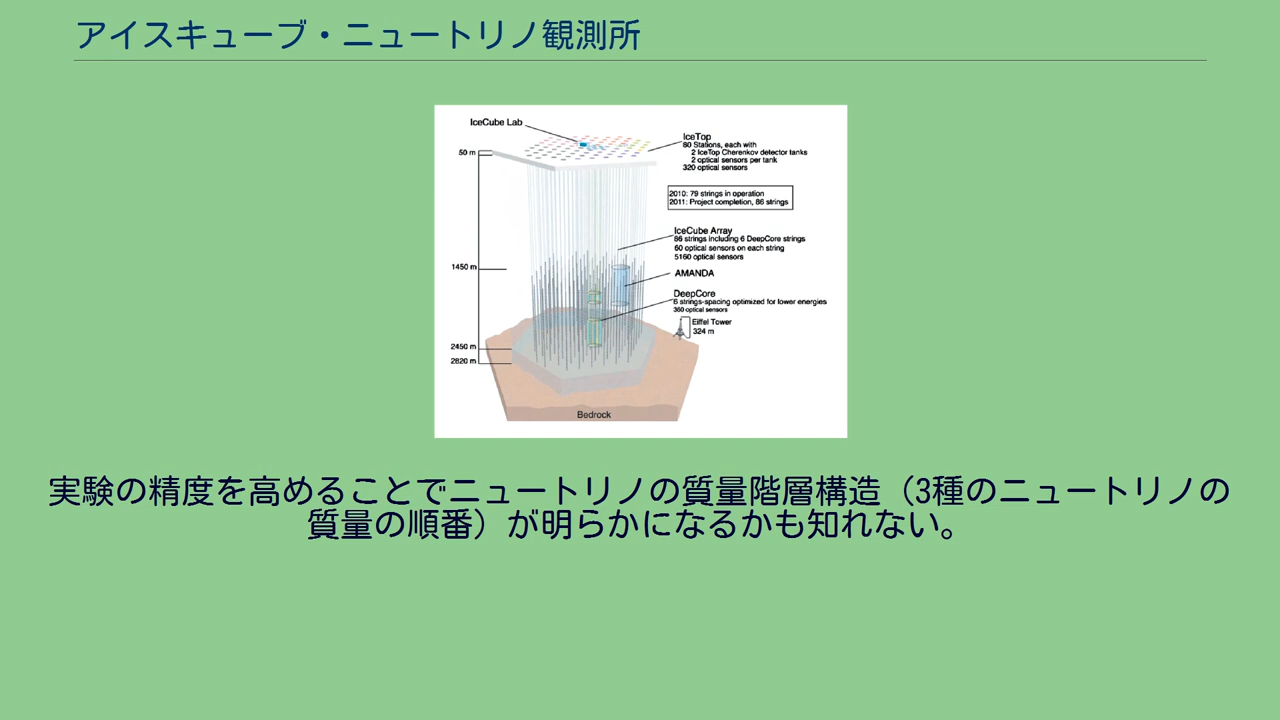 アイスキューブ・ニュートリノ観測所
IceCube Lab
IceTop
80 Stations, each with
2 IceTop Cherenkov detector tanks
2 optical sensors per tank
320 optical sensors
50 m
2010: 79 strings in operation
2011: Project completion, 86 strings
IceCube Array
86 strings including 6 DeepCore strings
60 optical sensors on each string
5160 optical sensors
1450 m
AMANDA
DeepCore
6 strings-spacing optimized for lower energies
360 optical sensors
Eiffel Tower
324 m
2450 m
2820 m
Bedrock
実験の精度を高めることでニュートリノの質量階層構造（3種のニュートリノの
質量の順番）が明らかになるかも知れない。